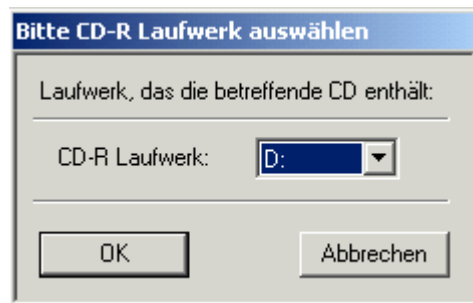 Bitte CD-R Laufwerk auswählen
Laufwerk, das die betreffende CD enthält:
CD-R Laufwerk: D:
OK Abbrechen